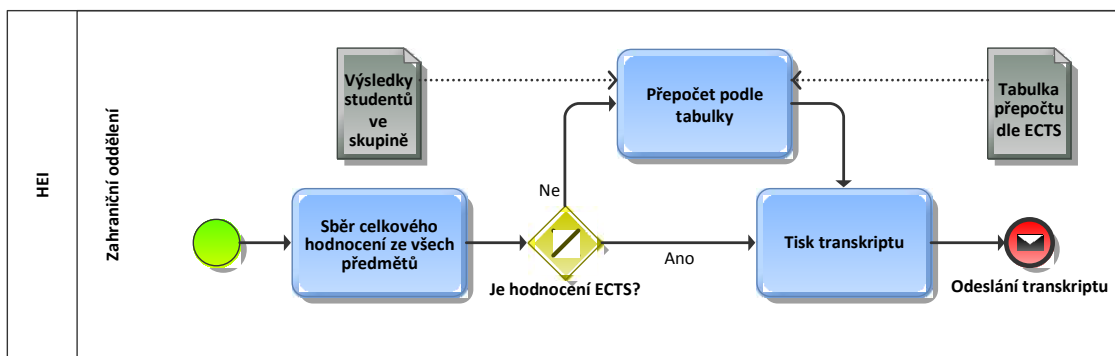 HEI
Zahraniční oddělení
Výsledky
studentů
ve
skupině
Přepočet podle
tabulky
Tabulka
přepočtu
dle ECTS
Ne
Sběr celkového
hodnocení ze všech
předmětů
Je hodnocení ECTS?
Ano
Tisk transkriptu
Odeslání transkriptu